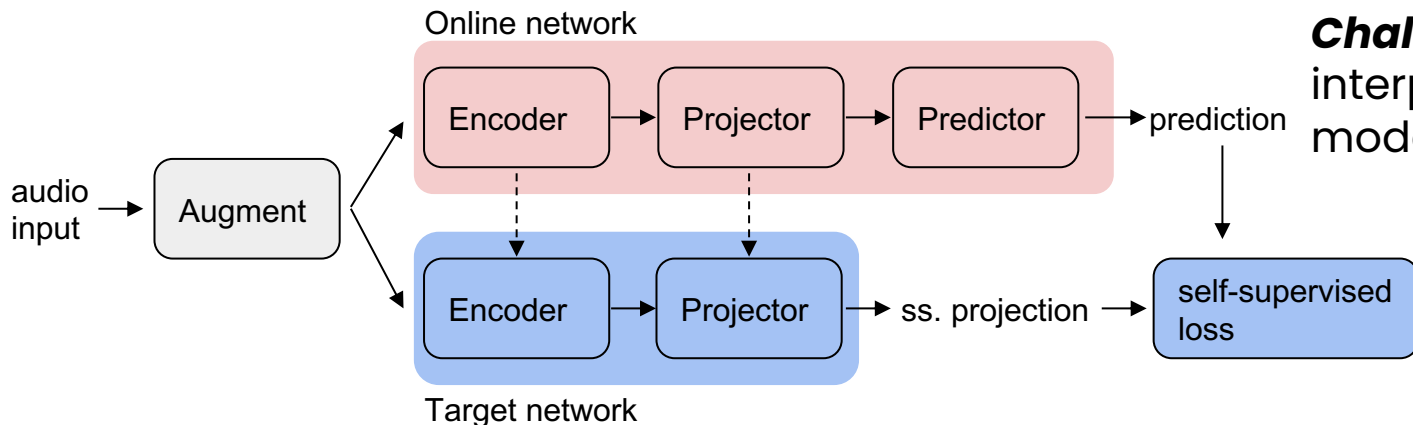 Online network
Encoder
Projector
Predictor
prediction
audio
input
Augment
Encoder
Projector
ss. projection
self-supervised
loss
Target network